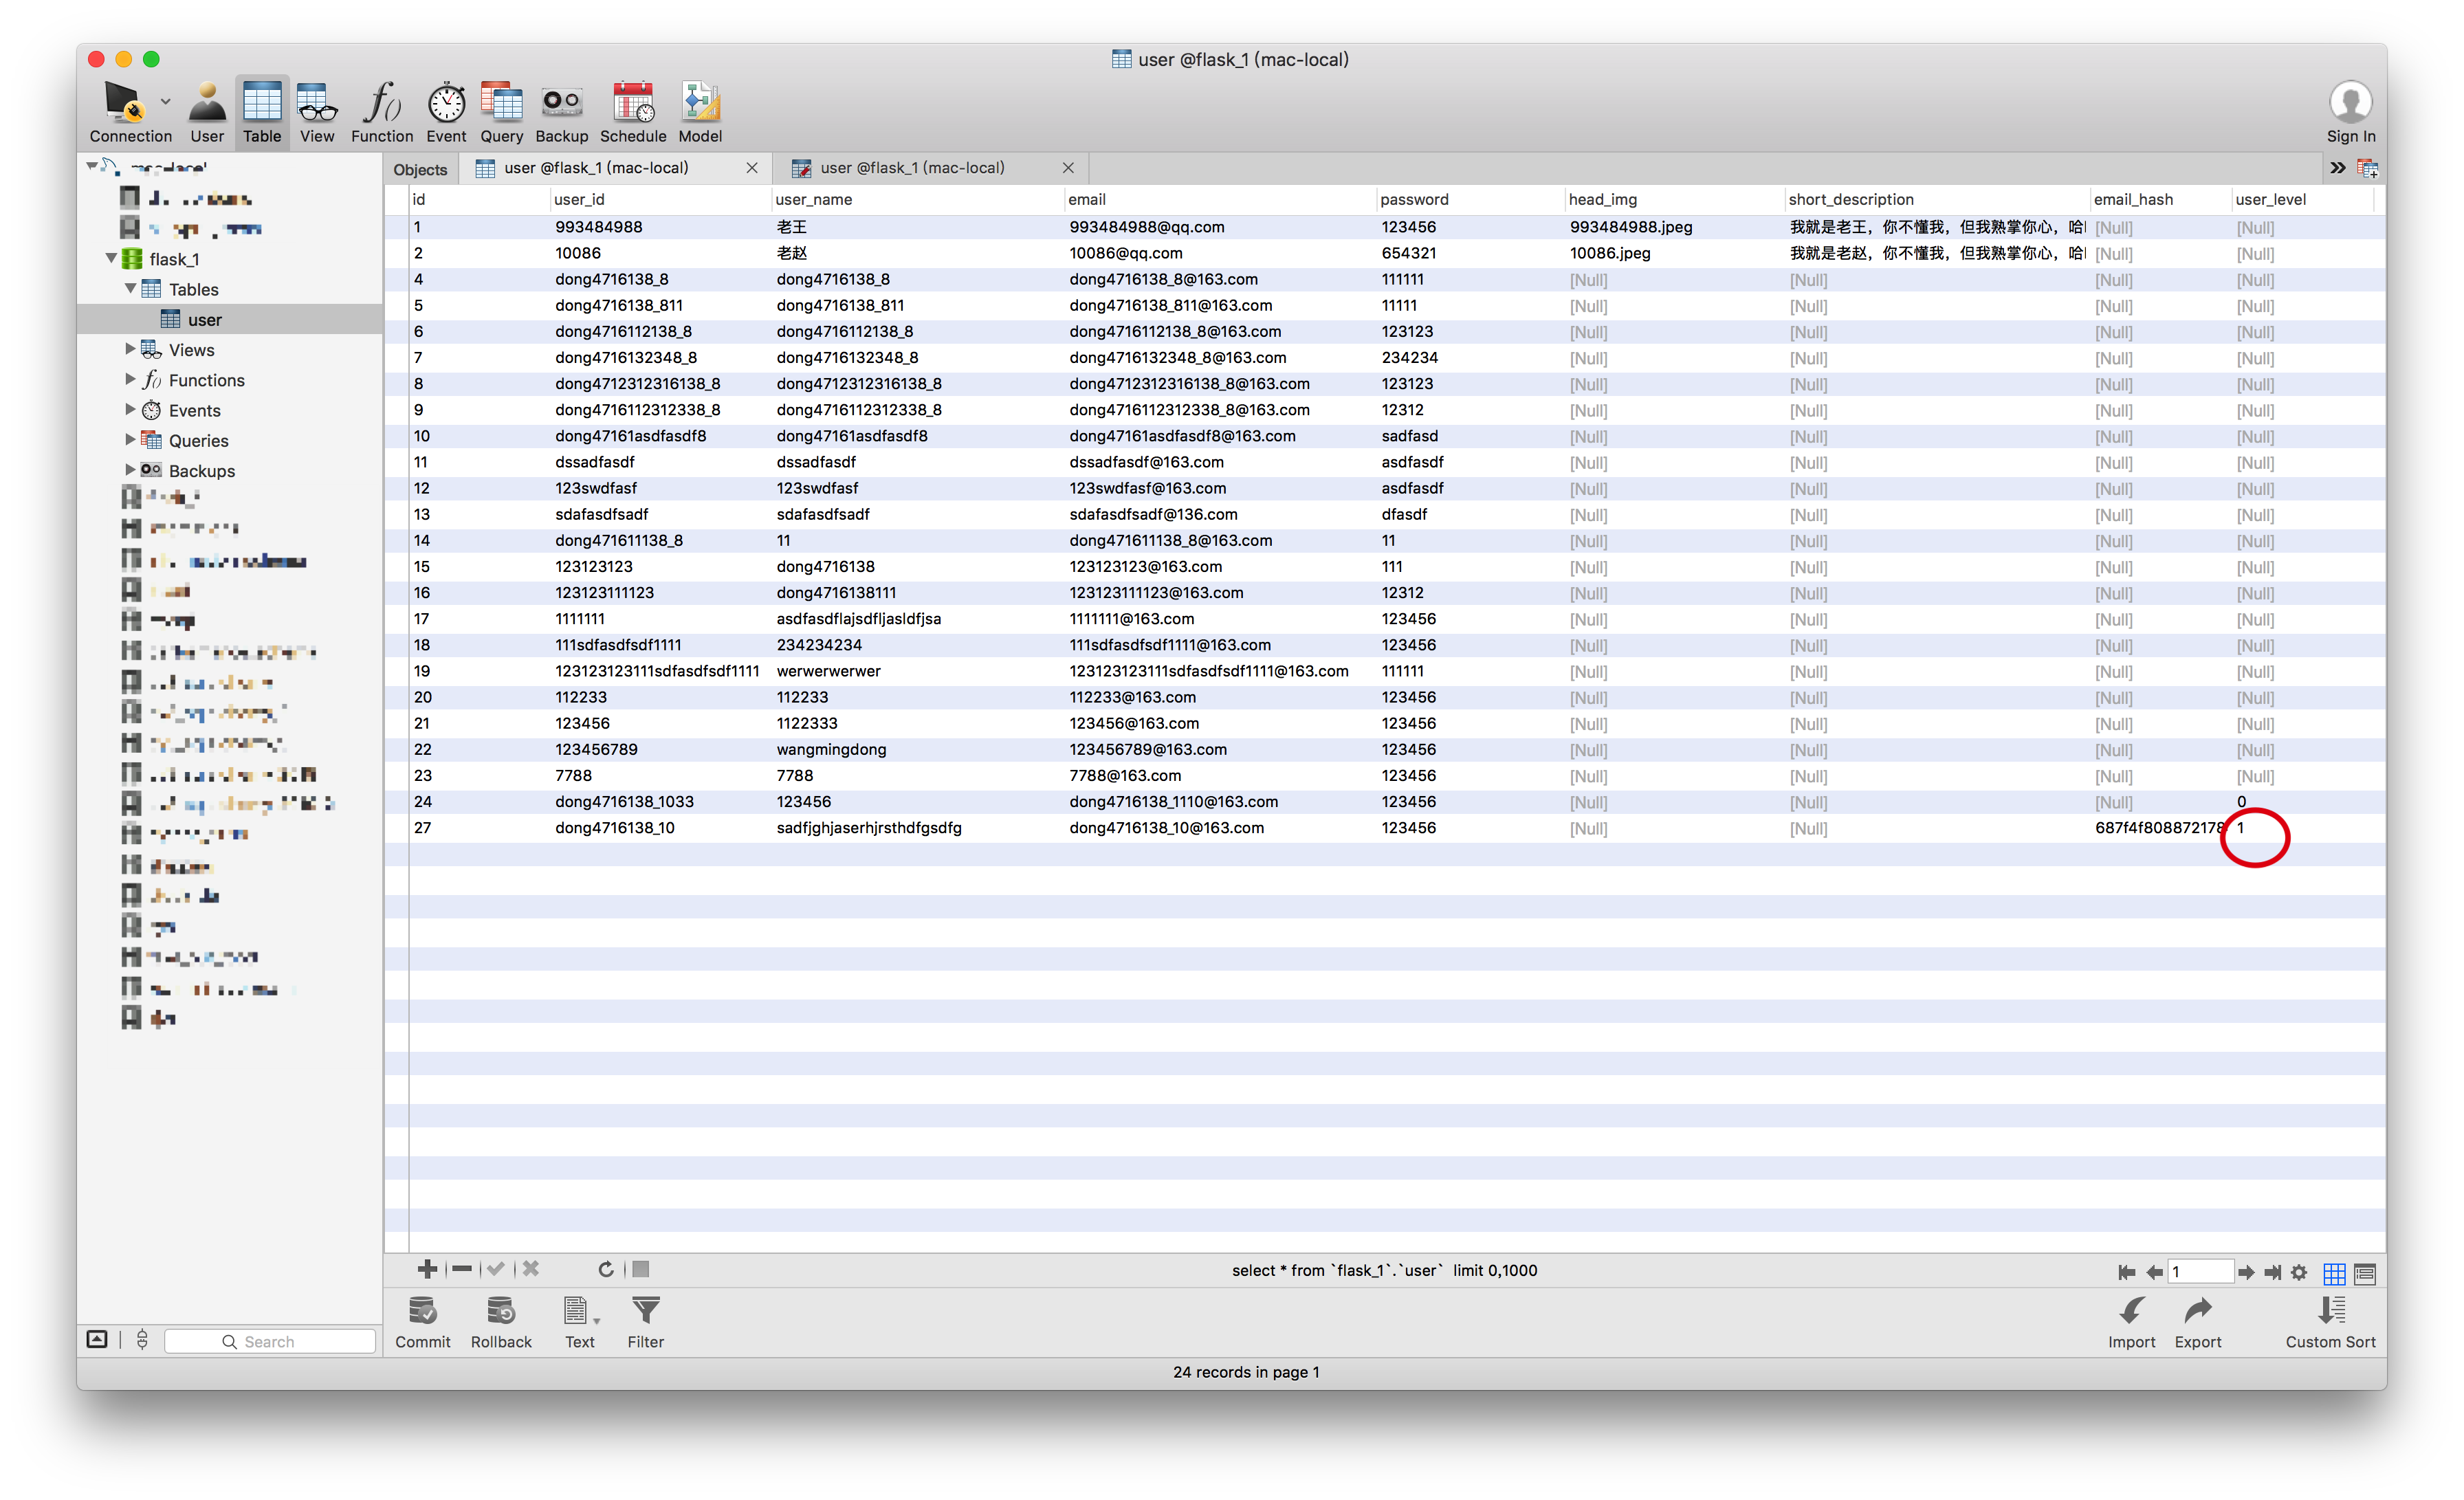 user @flask_1 (mac-local)
Connection User Table View Function Event Query Backup Schedule Model Sign In
Objects user @flask_1 (mac-local) user @flask_1 (mac-local)
flask_1
Tables
user
Views
Functions
Events
Queries
Backups
id user_id user_name email password head_img short_description email_hash user_level
1 993484988 老王 993484988@qq.com 123456 993484988.jpeg 我就是老王，你不懂我，但我熟掌你心，哈 [Null] [Null]
2 10086 老赵 10086@qq.com 654321 10086.jpeg 我就是老赵，你不懂我，但我熟掌你心，哈 [Null] [Null]
4 dong4716138_8 dong4716138_8 dong4716138_8@163.com 111111 [Null] [Null] [Null] [Null]
5 dong4716138_811 dong4716138_811 dong4716138_811@163.com 11111 [Null] [Null] [Null] [Null]
6 dong4716112138_8 dong4716112138_8 dong4716112138_8@163.com 123123 [Null] [Null] [Null] [Null]
7 dong4716132348_8 dong4716132348_8 dong4716132348_8@163.com 234234 [Null] [Null] [Null] [Null]
8 dong4712312316138_8 dong4712312316138_8 dong4712312316138_8@163.com 123123 [Null] [Null] [Null] [Null]
9 dong4716112312338_8 dong4716112312338_8 dong4716112312338_8@163.com 12312 [Null] [Null] [Null] [Null]
10 dong47161asdfasdf8 dong47161asdfasdf8 dong47161asdfasdf8@163.com sadfasd [Null] [Null] [Null] [Null]
11 dssadfasdf dssadfasdf dssadfasdf@163.com asdfasdf [Null] [Null] [Null] [Null]
12 123swdfasf 123swdfasf 123swdfasf@163.com asdfasdf [Null] [Null] [Null] [Null]
13 sdafasdfsadf sdafasdfsadf sdafasdfsadf@136.com dfasdf [Null] [Null] [Null] [Null]
14 dong471611138_8 11 dong471611138_8@163.com 11 [Null] [Null] [Null] [Null]
15 123123123 dong4716138 123123123@163.com 111 [Null] [Null] [Null] [Null]
16 123123111123 dong4716138111 123123111123@163.com 12312 [Null] [Null] [Null] [Null]
17 1111111 asdfasdflajsdfljasldfjsa 1111111@163.com 123456 [Null] [Null] [Null] [Null]
18 111sdfasdfsdf1111 234234234 111sdfasdfsdf1111@163.com 123456 [Null] [Null] [Null] [Null]
19 123123123111sdfasdfsdf1111 werwerwerwer 123123123111sdfasdfsdf1111@163.com 111111 [Null] [Null] [Null] [Null]
20 112233 112233 112233@163.com 123456 [Null] [Null] [Null] [Null]
21 123456 1122333 123456@163.com 123456 [Null] [Null] [Null] [Null]
22 123456789 wangmingdong 123456789@163.com 123456 [Null] [Null] [Null] [Null]
23 7788 7788 7788@163.com 123456 [Null] [Null] [Null] [Null]
24 dong4716138_1033 123456 dong4716138_1110@163.com 123456 [Null] [Null] [Null] 0
27 dong4716138_10 sadfjghjaserhjrsthdfgsdfg dong4716138_10@163.com 123456 [Null] [Null] 687f4f808872178 1
select * from `flask_1`.`user` limit 0,1000 1
Search Commit Rollback Text Filter Import Export Custom Sort
24 records in page 1